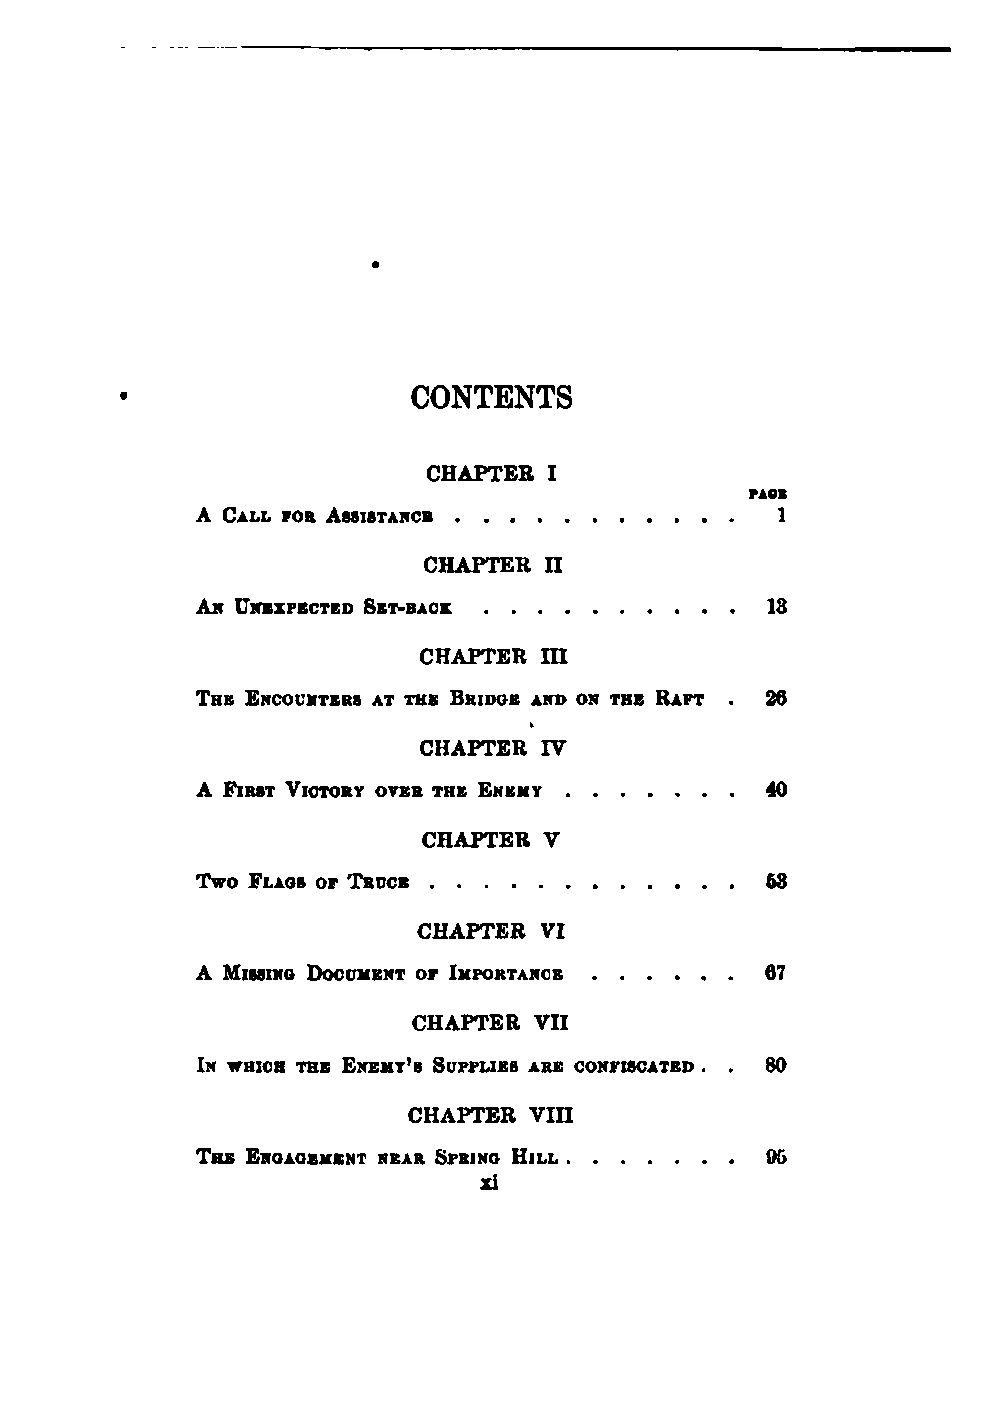 CONTENTS
CHAPTER I
PAGE
A Call for Assistance . . . . . . . . . . . 1
CHAPTER II
An Unexpected Set-back . . . . . . . . . . 13
CHAPTER III
The Encounters at the Bridge and on the Raft . 26
CHAPTER IV
A First Victory over the Enemy . . . . . . . 40
CHAPTER V
Two Flags of Truce . . . . . . . . . . . . 53
CHAPTER VI
A Missing Document of Importance . . . . . . 67
CHAPTER VII
In which the Enemy's Supplies are confiscated . . 80
CHAPTER VIII
The Engagement near Spring Hill . . . . . . . 95
xi